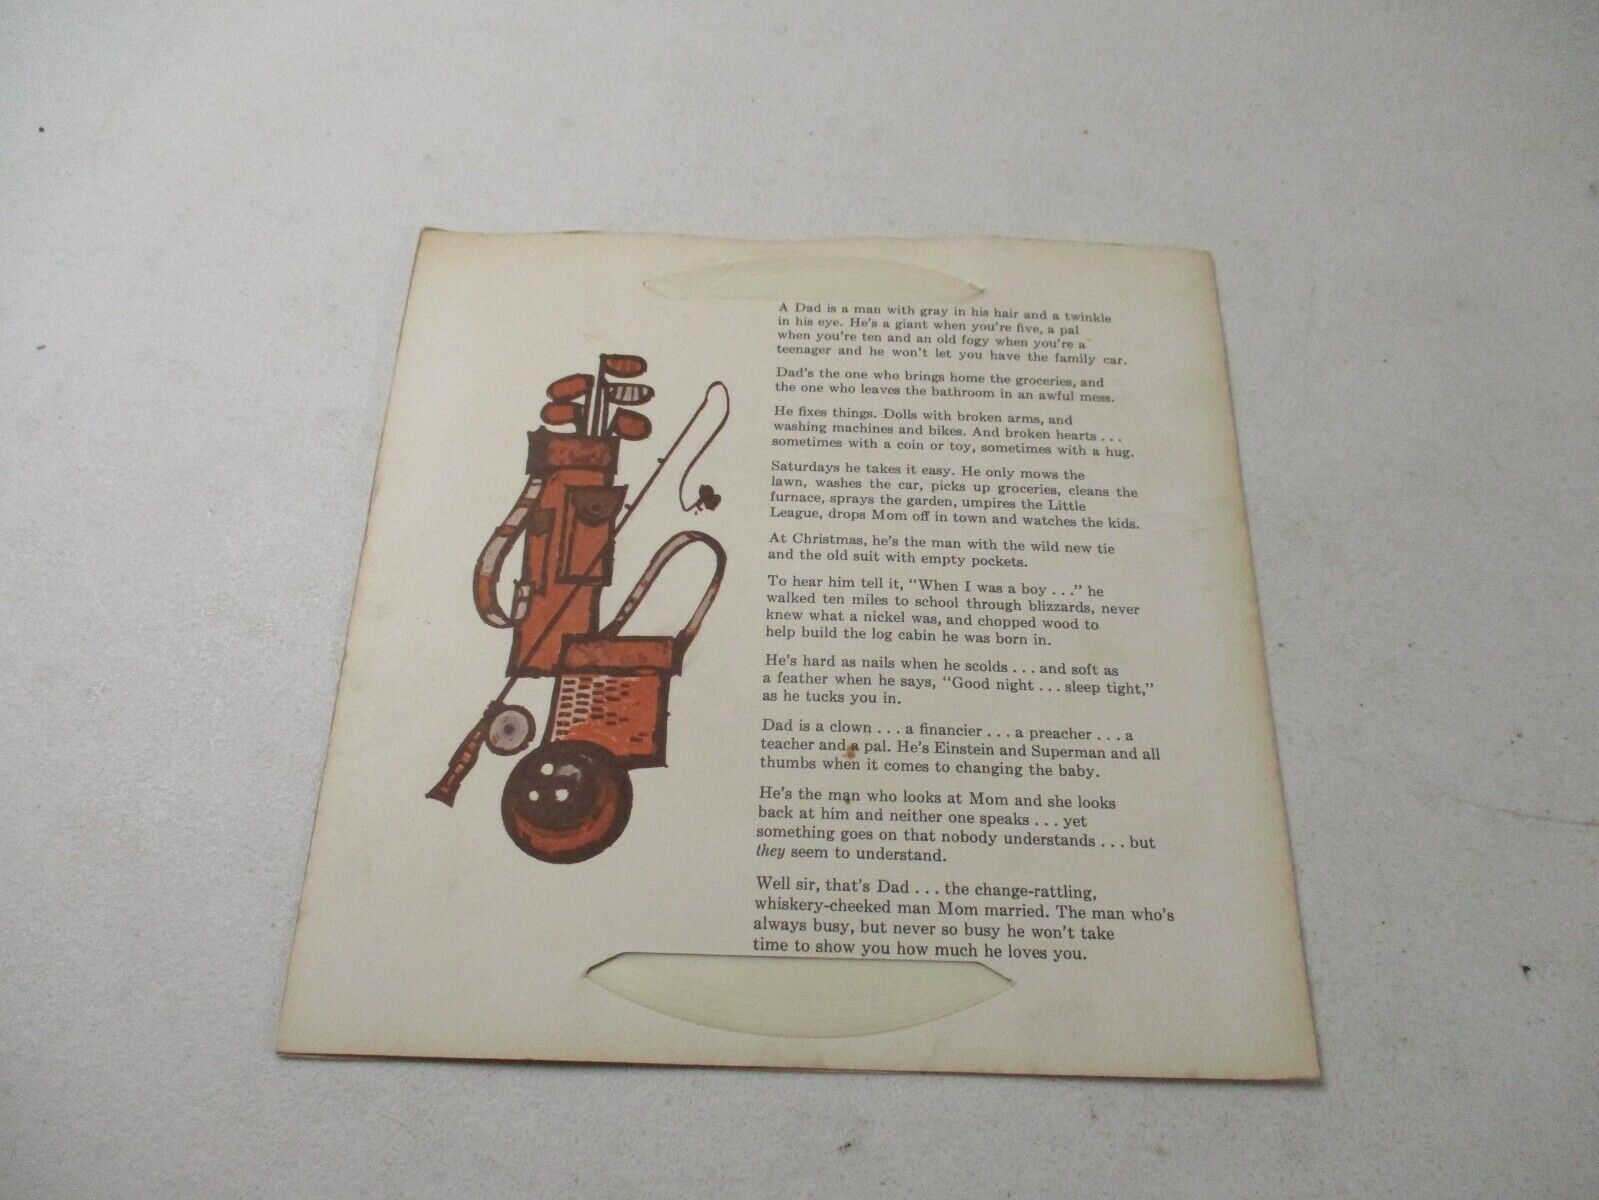 A Dad is a man with gray in his hair and a twinkle
in his eye. He's a giant when you're five, a pal
when you're ten and an old fogy when you're a
teenager and he won't let you have the family car.
Dad's the one who brings home the groceries, and
the one who leaves the bathroom in an awful mess.
He fixes things. Dolls with broken arms, and
washing machines and bikes. And broken hearts . . .
sometimes with a coin or toy, sometimes with a hug.
Saturdays he takes it easy. He only mows the
lawn, washes the car, picks up groceries, cleans the
furnace, sprays the garden, umpires the Little
League, drops Mom off in town and watches the kids.
At Christmas, he's the man with the wild new tie
and the old suit with empty pockets.
To hear him tell it, "When I was a boy . . ." he
walked ten miles to school through blizzards, never
knew what a nickel was, and chopped wood to
help build the log cabin he was born in.
He's hard as nails when he scolds . . . and soft as
a feather when he says, "Good night . . . sleep tight,"
as he tucks you in.
Dad is a clown . . . a financier . . . a preacher . . . a
teacher and a pal. He's Einstein and Superman and all
thumbs when it comes to changing the baby.
He's the man who looks at Mom and she looks
back at him and neither one speaks . . . yet
something goes on that nobody understands . . . but
they seem to understand.
Well sir, that's Dad . . . the change-rattling,
whiskery-cheeked man Mom married. The man who's
always busy, but never so busy he won't take
time to show you how much he loves you.